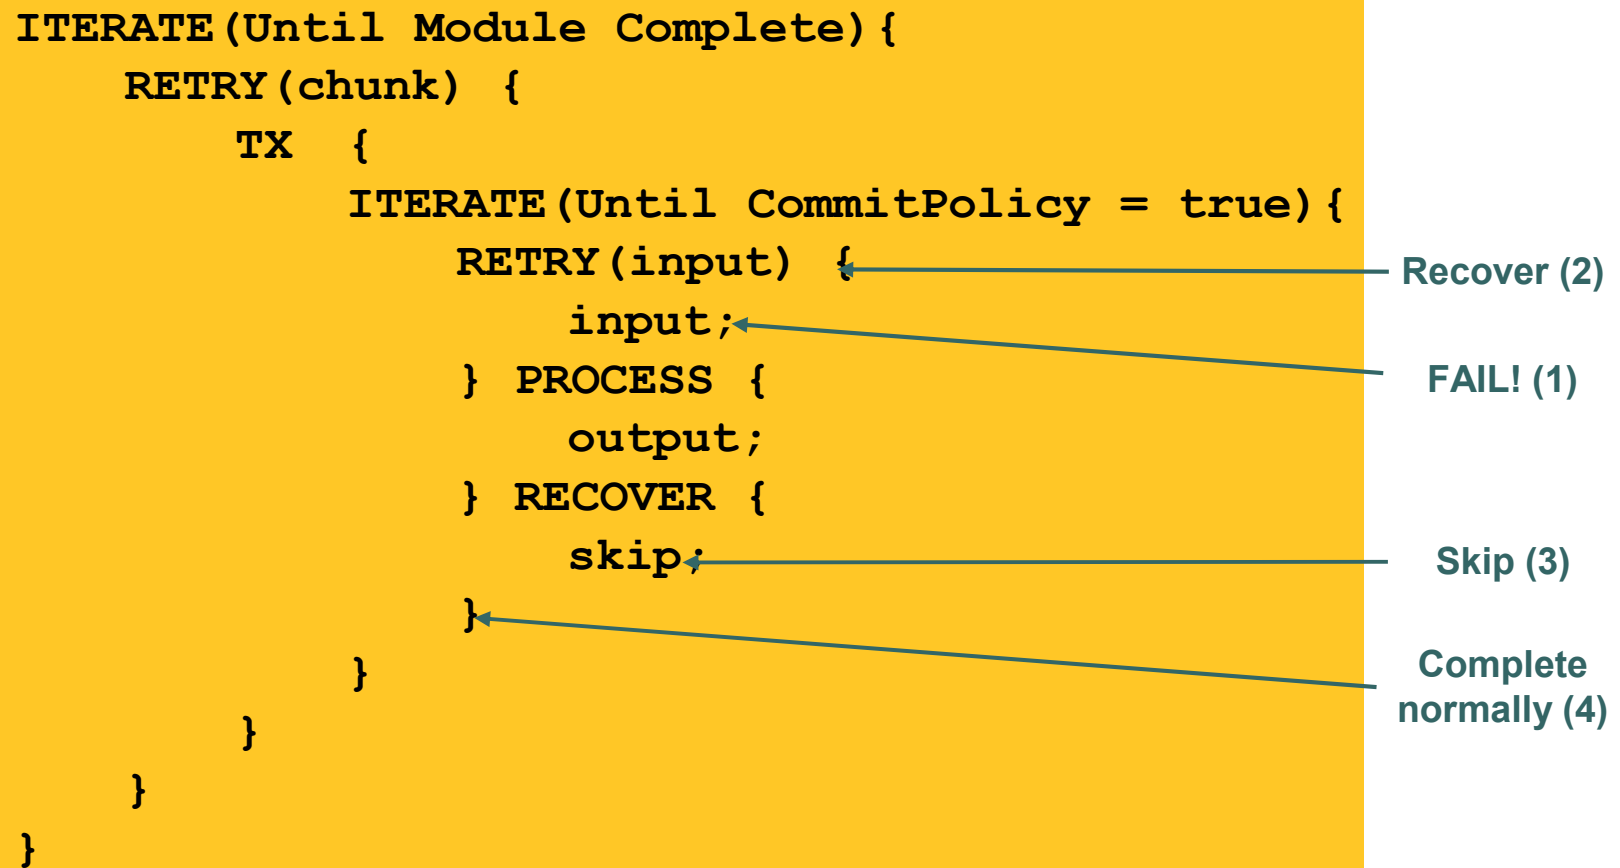 ITERATE(Until Module Complete){
RETRY(chunk) {
TX {
ITERATE(Until CommitPolicy = true){
RETRY(input) {
Recover (2)
input;
} PROCESS {
FAIL! (1)
output;
} RECOVER {
skip;
Skip (3)
}
}
Complete
normally (4)
}
}
}